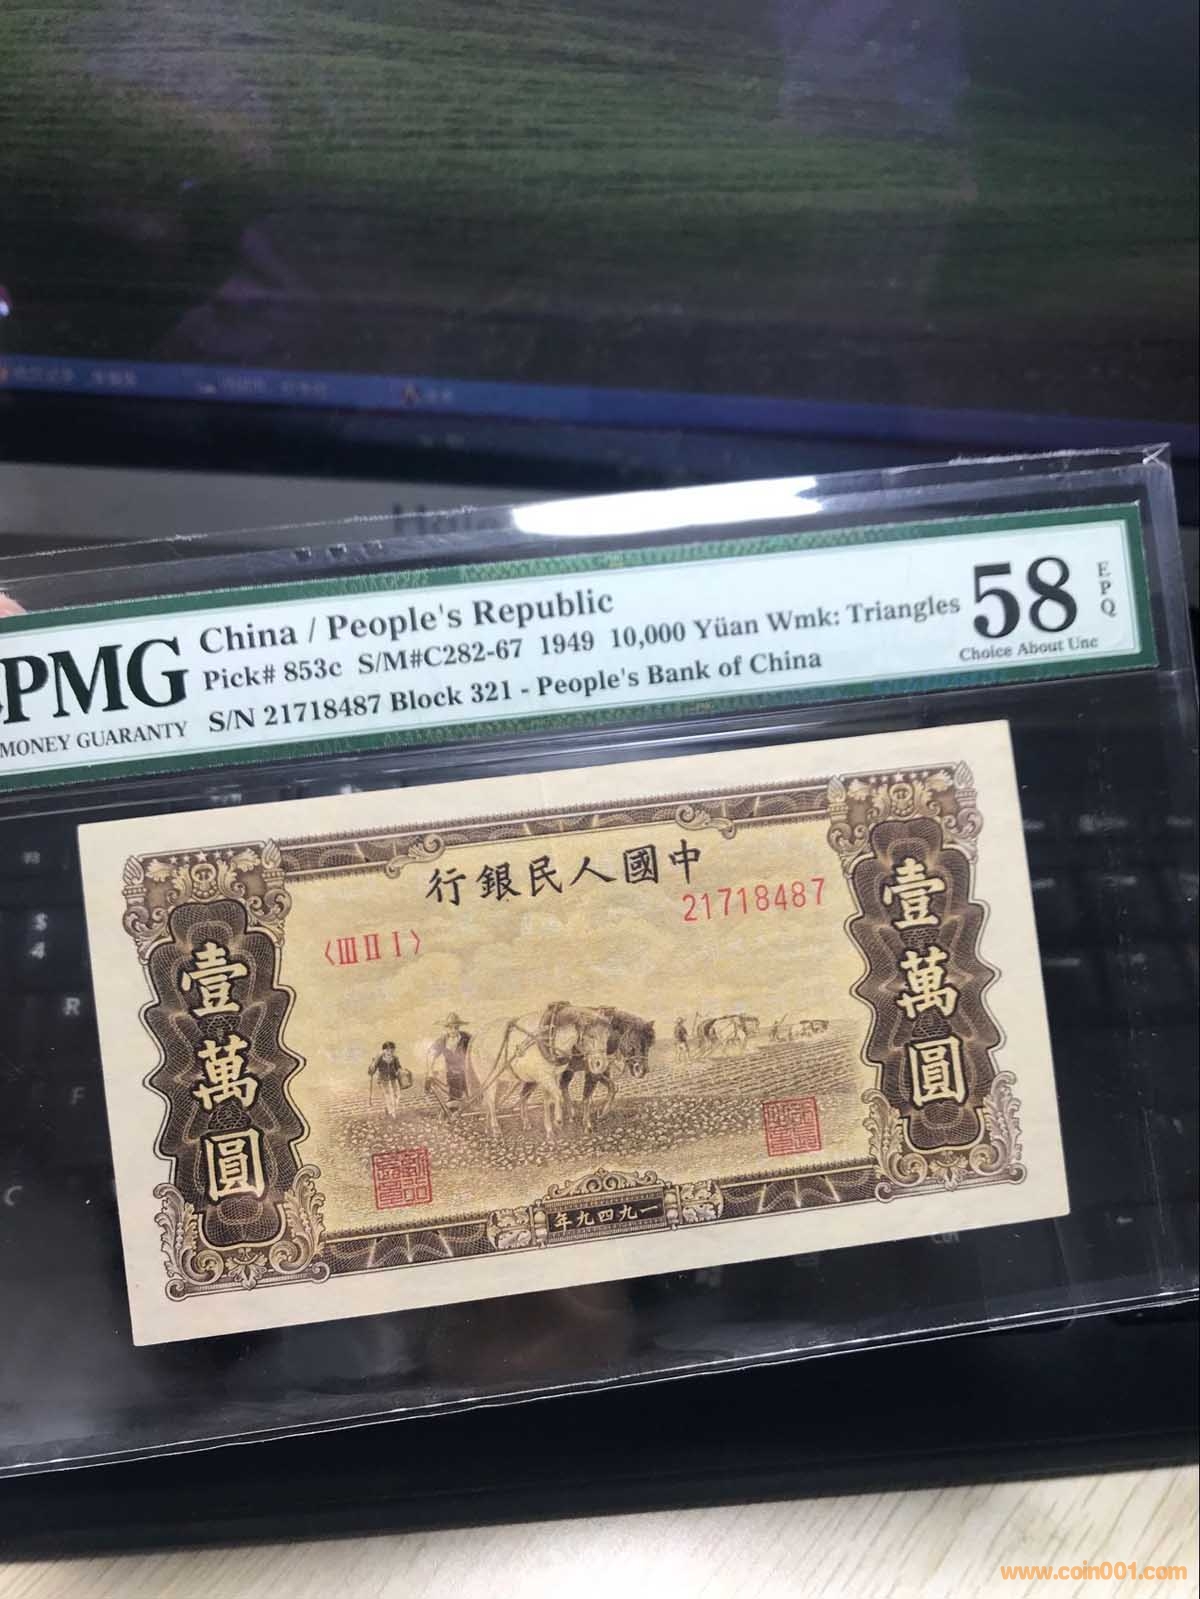 PMG
MONEY GUARANTY
China / People's Republic
Pick# 853c S/M#C282-67 1949 10,000 Yüan Wmk: Triangles
S/N 21718487 Block 321 - People's Bank of China
58
EPQ
Choice About Unc
行銀民人國中
〈III II I〉
21718487
壹萬圓
壹萬圓
年九四九一
$
4
R
F
C
www.coin001.com